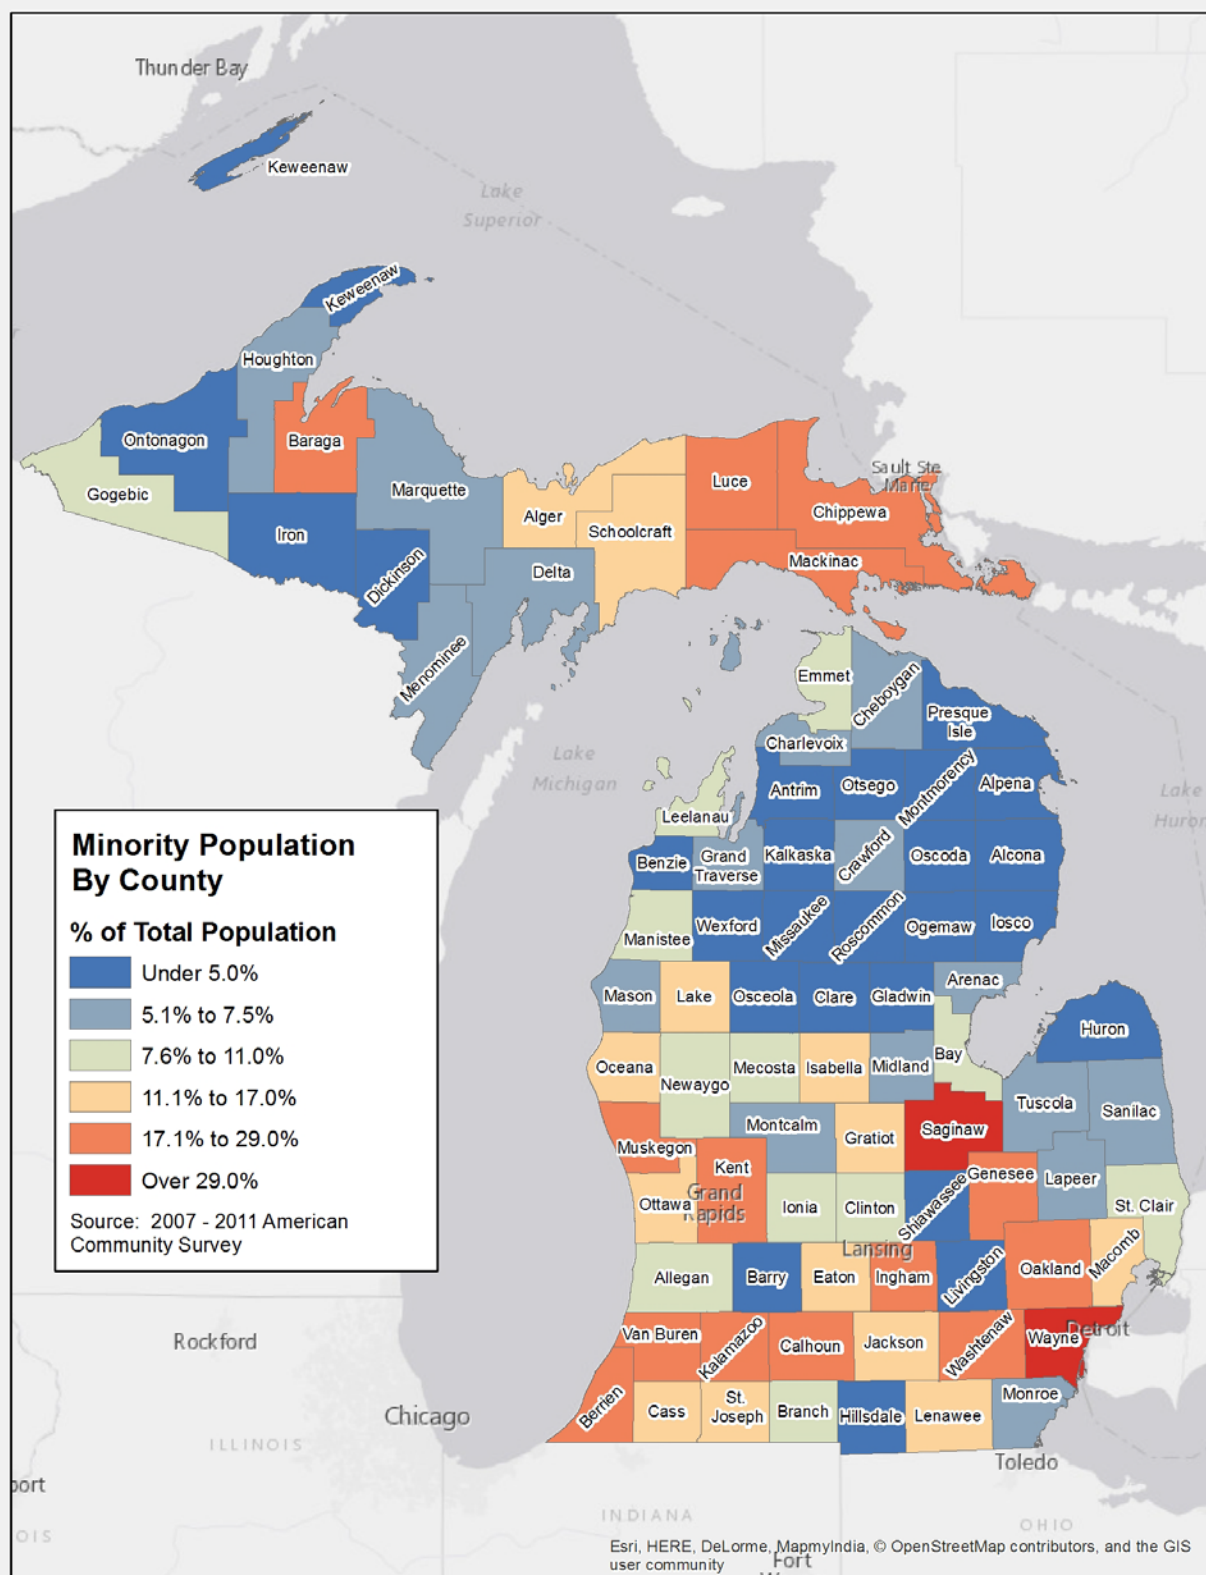 Thunder Bay
Keweenaw
Lake
Superior
Keweenaw
Houghton
Ontonagon
Baraga
Gogebic
Marquette
Iron
Dickinson
Menominee
Delta
Alger
Schoolcraft
Luce
Sault Ste
Marie
Chippewa
Mackinac
Emmet
Cheboygan
Presque
Isle
Charlevoix
Lake
Michigan
Lake
Huron
Antrim
Otsego
Montmorency
Alpena
Leelanau
Benzie
Grand
Traverse
Kalkaska
Crawford
Oscoda
Alcona
Manistee
Wexford
Missaukee
Roscommon
Ogemaw
Iosco
Mason
Lake
Osceola
Clare
Gladwin
Arenac
Huron
Oceana
Newaygo
Mecosta
Isabella
Midland
Bay
Tuscola
Sanilac
Muskegon
Montcalm
Gratiot
Saginaw
Kent
Grand
Rapids
Ottawa
Ionia
Clinton
Shiawassee
Genesee
Lapeer
St. Clair
Lansing
Allegan
Barry
Eaton
Ingham
Livingston
Oakland
Macomb
Van Buren
Kalamazoo
Calhoun
Jackson
Washtenaw
Wayne
Detroit
Berrien
Cass
St.
Joseph
Branch
Hillsdale
Lenawee
Monroe
Minority Population
By County
% of Total Population
Under 5.0%
5.1% to 7.5%
7.6% to 11.0%
11.1% to 17.0%
17.1% to 29.0%
Over 29.0%
Source: 2007 - 2011 American
Community Survey
Rockford
Chicago
ILLINOIS
Toledo
port
OIS
INDIANA
OHIO
Esri, HERE, DeLorme, MapmyIndia, © OpenStreetMap contributors, and the GIS
user community
Fort